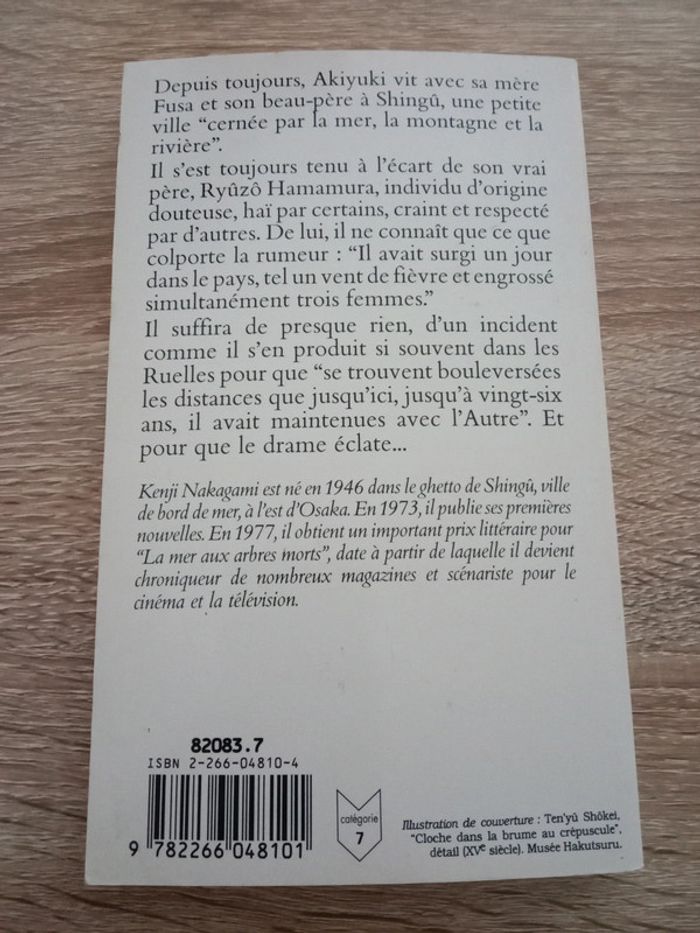 Depuis toujours, Akiyuki vit avec sa mère
Fusa et son beau-père à Shingû, une petite
ville “cernée par la mer, la montagne et la
rivière”.
Il s’est toujours tenu à l’écart de son vrai
père, Ryûzô Hamamura, individu d’origine
douteuse, haï par certains, craint et respecté
par d’autres. De lui, il ne connaît que ce que
colporte la rumeur : “Il avait surgi un jour
dans le pays, tel un vent de fièvre et engrossé
simultanément trois femmes.”
Il suffira de presque rien, d’un incident
comme il s’en produit si souvent dans les
Ruelles pour que “se trouvent bouleversées
les distances que jusqu’ici, jusqu’à vingt-six
ans, il avait maintenues avec l’Autre”. Et
pour que le drame éclate...
Kenji Nakagami est né en 1946 dans le ghetto de Shingû, ville
de bord de mer, à l’est d’Osaka. En 1973, il publie ses premières
nouvelles. En 1977, il obtient un important prix littéraire pour
“La mer aux arbres morts”, date à partir de laquelle il devient
chroniqueur de nombreux magazines et scénariste pour le
cinéma et la télévision.
82083.7
ISBN 2-266-04810-4
9 782266 048101
catégorie
7
Illustration de couverture : Ten’yû Shôkei,
“Cloche dans la brume au crépuscule”,
détail (XVe siècle). Musée Hakutsuru.